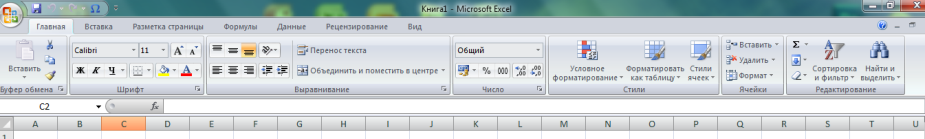 Книга1 - Microsoft Excel
Главная Вставка Разметка страницы Формулы Данные Рецензирование Вид
Calibri 11 A A Перенос текста Общий Вставить Σ
Вставить Ж К Ч Объединить и поместить в центре % 000 Условное форматирование Форматировать как таблицу Стили ячеек Удалить Формат Сортировка и фильтр Найти и выделить
Буфер обмена Шрифт Выравнивание Число Стили Ячейки Редактирование
C2 fx
A B C D E F G H I J K L M N O P Q R S T U
1